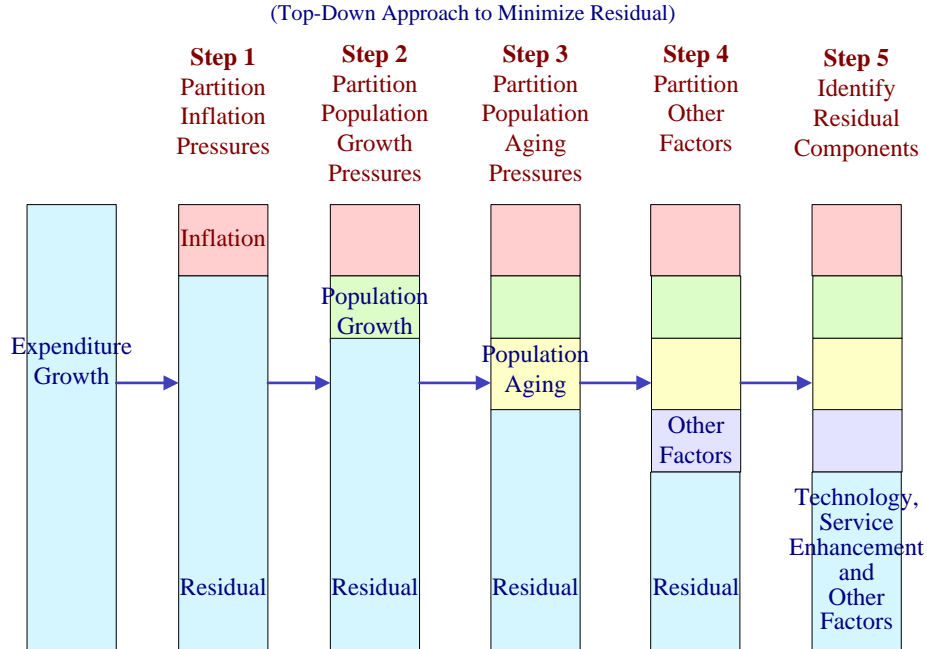 (Top-Down Approach to Minimize Residual)
Step 1
Partition
Inflation
Pressures
Step 2
Partition
Population
Growth
Pressures
Step 3
Partition
Population
Aging
Pressures
Step 4
Partition
Other
Factors
Step 5
Identify
Residual
Components
Expenditure
Growth
Inflation
Residual
Population
Growth
Residual
Population
Aging
Residual
Other
Factors
Residual
Technology,
Service
Enhancement
and
Other
Factors